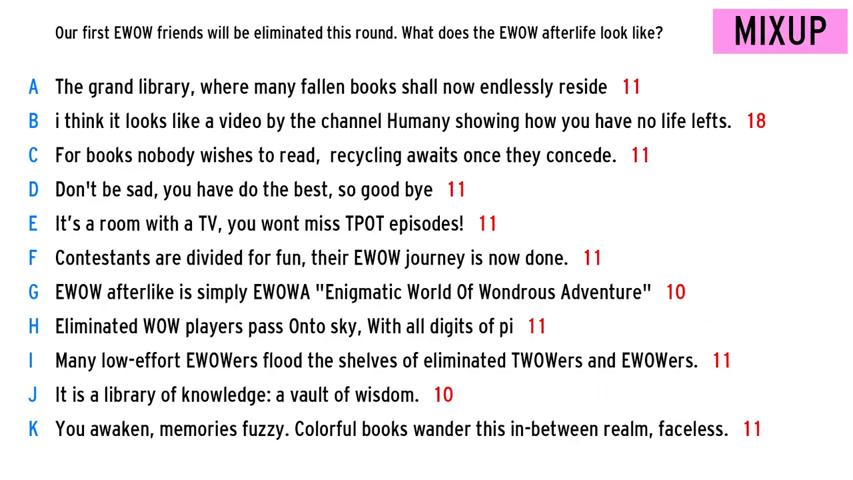 Our first EWOW friends will be eliminated this round. What does the EWOW afterlife look like?
MIXUP
A The grand library, where many fallen books shall now endlessly reside 11
B i think it looks like a video by the channel Humany showing how you have no life lefts. 18
C For books nobody wishes to read, recycling awaits once they concede. 11
D Don't be sad, you have do the best, so good bye 11
E It's a room with a TV, you wont miss TPOT episodes! 11
F Contestants are divided for fun, their EWOW journey is now done. 11
G EWOW afterlike is simply EWOWA "Enigmatic World Of Wondrous Adventure" 10
H Eliminated WOW players pass Onto sky, With all digits of pi 11
I Many low-effort EWOWers flood the shelves of eliminated TWOWers and EWOWers. 11
J It is a library of knowledge: a vault of wisdom. 10
K You awaken, memories fuzzy. Colorful books wander this in-between realm, faceless. 11